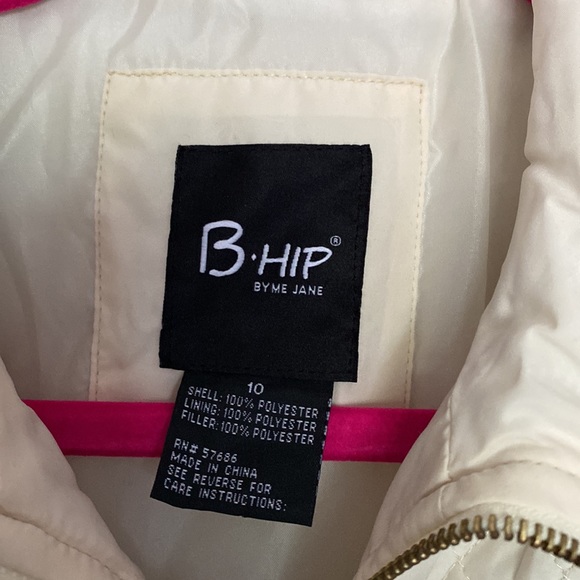 B·HIP®
BYME JANE
10
SHELL: 100% POLYESTER
LINING: 100% POLYESTER
FILLER: 100% POLYESTER
RN# 57686
MADE IN CHINA
SEE REVERSE FOR
CARE INSTRUCTIONS: